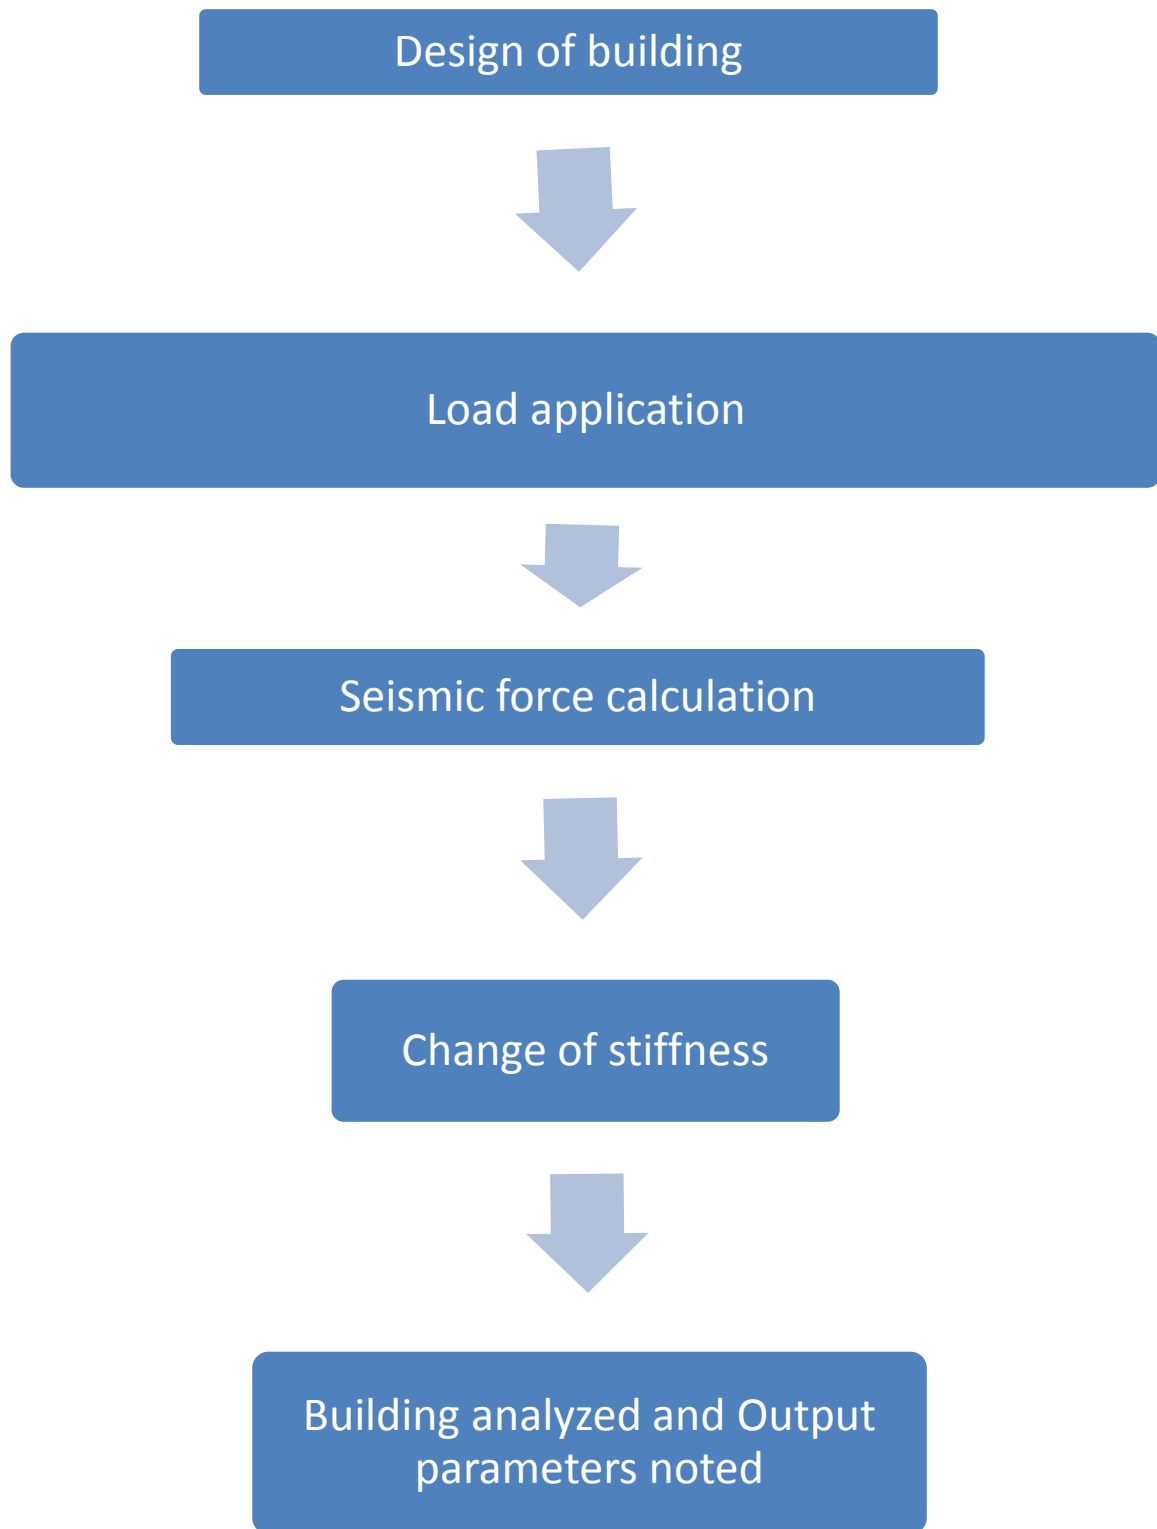 Design of building
Load application
Seismic force calculation
Change of stiffness
Building analyzed and Output
parameters noted